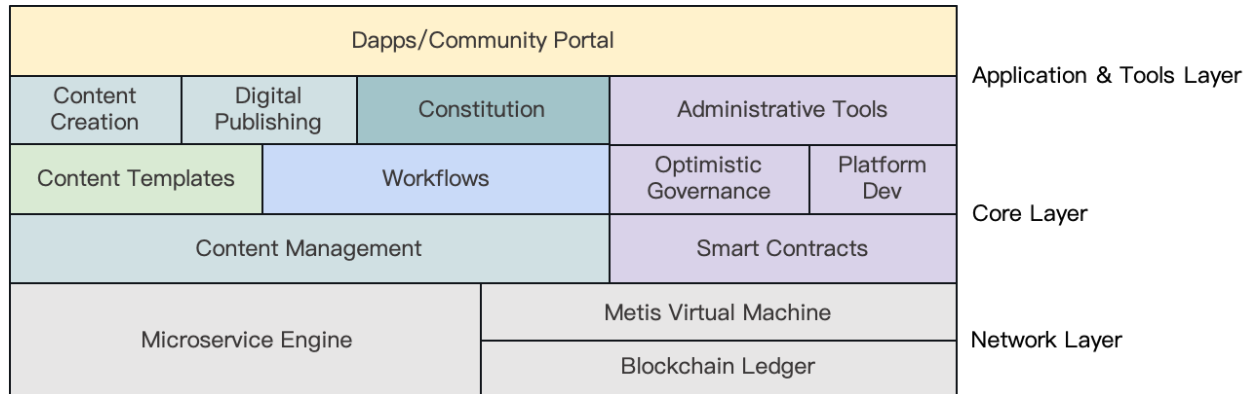 Dapps/Community Portal
Application & Tools Layer
Content
Creation
Digital
Publishing
Constitution
Administrative Tools
Content Templates
Workflows
Optimistic
Governance
Platform
Dev
Core Layer
Content Management
Smart Contracts
Microservice Engine
Metis Virtual Machine
Blockchain Ledger
Network Layer